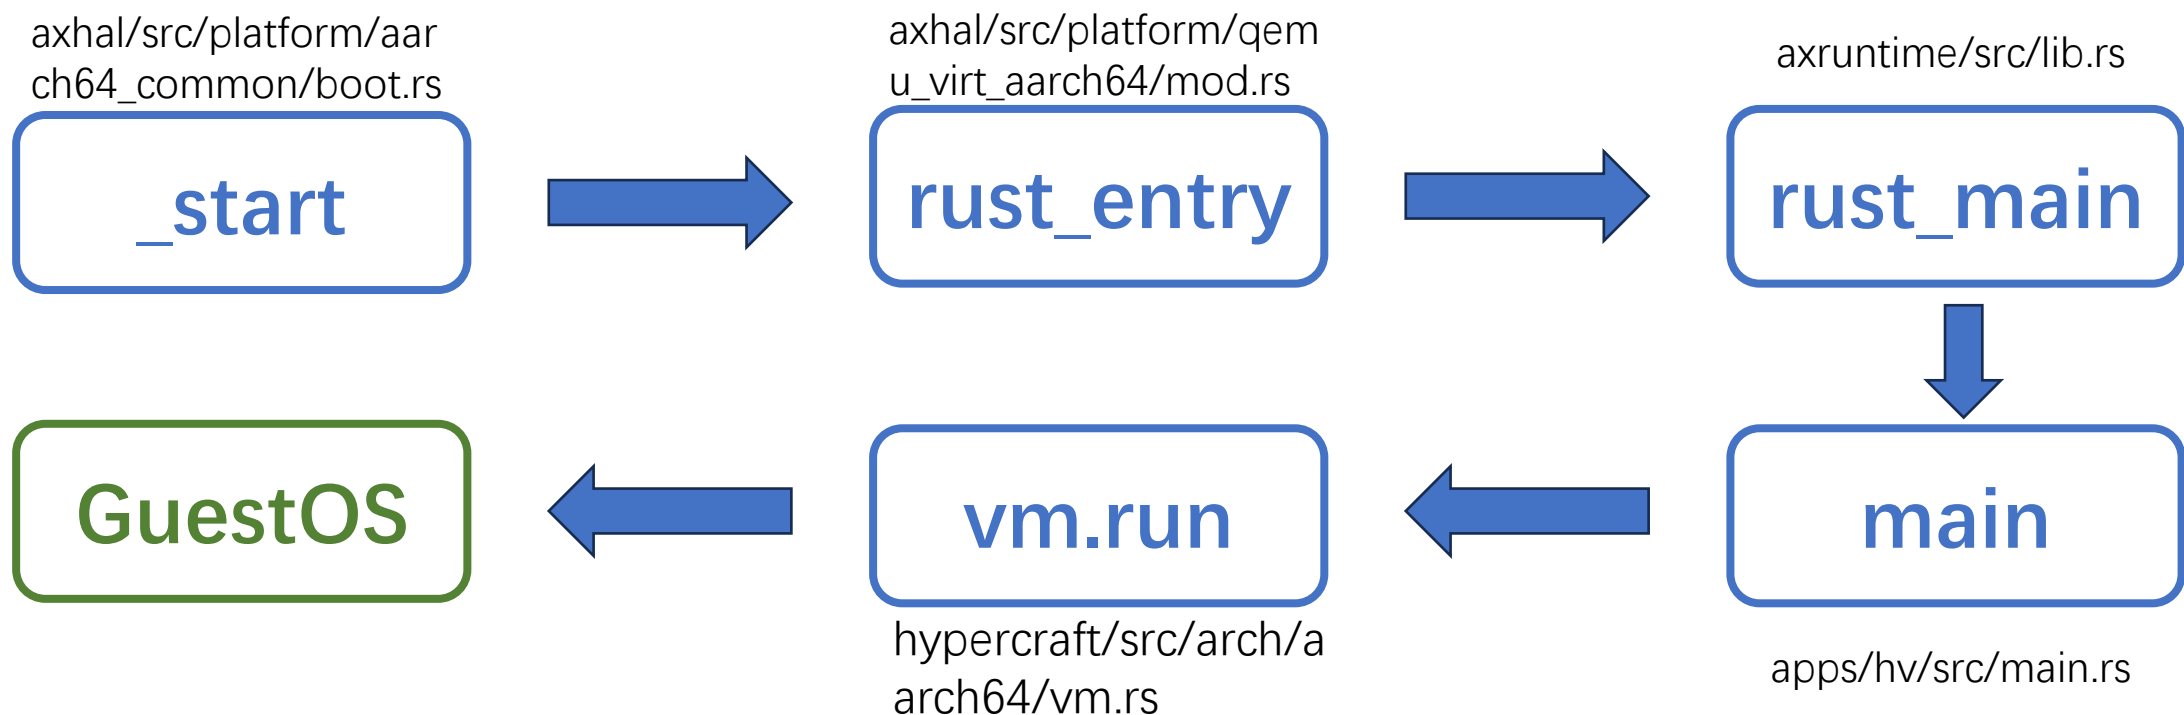 axhal/src/platform/aar
ch64_common/boot.rs
_start
axhal/src/platform/qem
u_virt_aarch64/mod.rs
rust_entry
axruntime/src/lib.rs
rust_main
GuestOS
vm.run
hypercraft/src/arch/a
arch64/vm.rs
main
apps/hv/src/main.rs